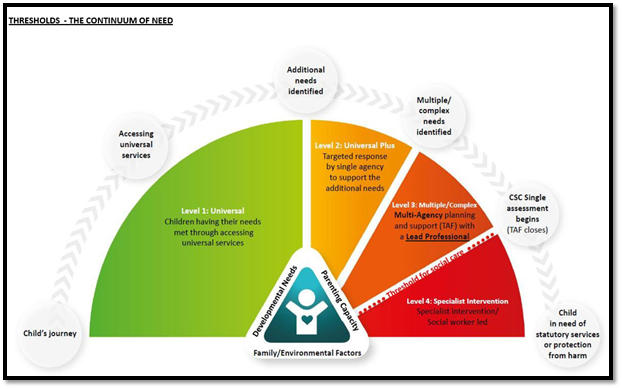 THRESHOLDS - THE CONTINUUM OF NEED
Additional
needs
identified
Multiple/
complex
needs
identified
Accessing
universal
services
Level 2: Universal Plus
Targeted response
by single agency
to support the
additional needs
Level 1: Universal
Children having their needs
met through accessing
universal services
Level 3: Multiple/Complex
Multi-Agency planning
and support (TAF) with
a Lead Professional
CSC Single
assessment
begins
(TAF closes)
Threshold for social care
Level 4: Specialist Intervention
Specialist intervention/
Social worker led
Developmental Needs
Parenting Capacity
Family/Environmental Factors
Child's journey
Child
in need of
statutory services
or protection
from harm